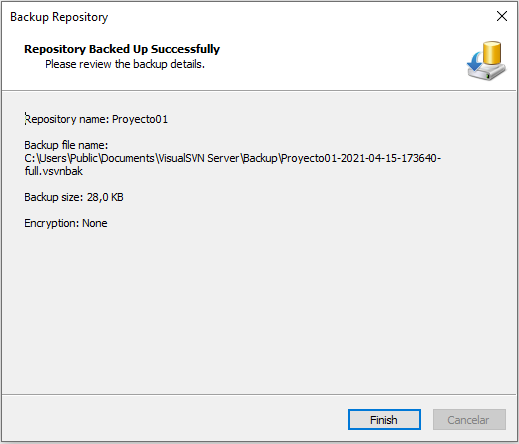 Backup Repository
Repository Backed Up Successfully
Please review the backup details.
Repository name: Proyecto01
Backup file name:
C:\Users\Public\Documents\VisualSVN Server\Backup\Proyecto01-2021-04-15-173640-
full.vsvnbak
Backup size: 28,0 KB
Encryption: None
Finish
Cancelar